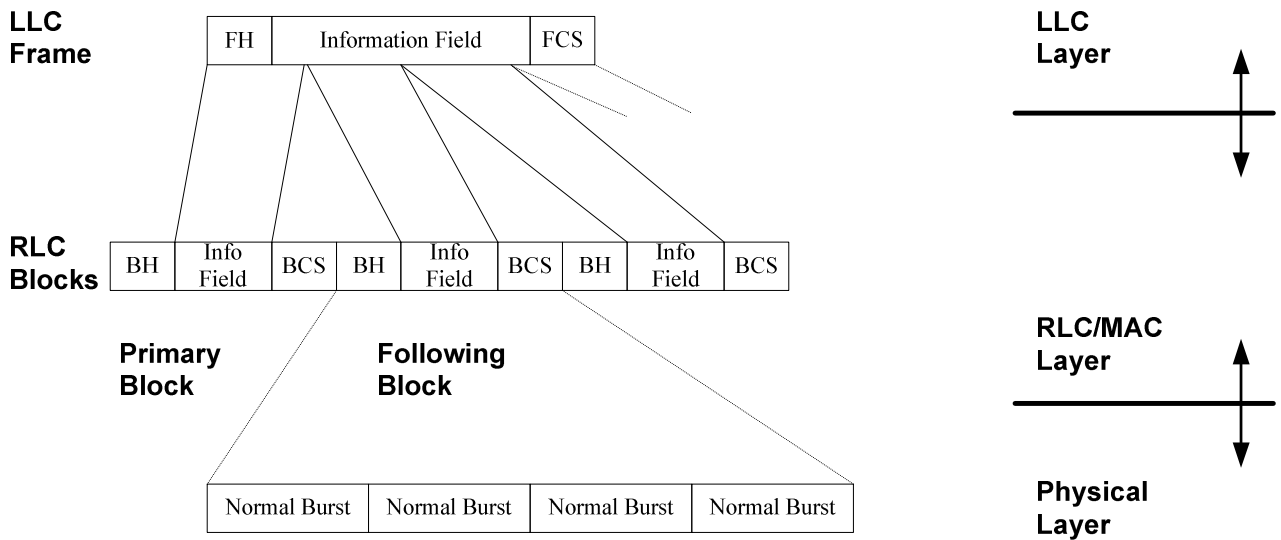 LLC
Frame
FH
Information Field
FCS
LLC
Layer
RLC
Blocks
BH
Info
Field
BCS
BH
Info
Field
BCS
BH
Info
Field
BCS
Primary
Block
Following
Block
RLC/MAC
Layer
Normal Burst
Normal Burst
Normal Burst
Normal Burst
Physical
Layer